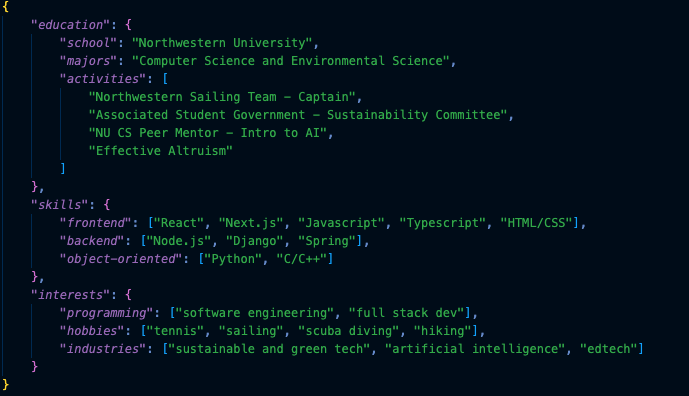 {
    "education": {
        "school": "Northwestern University",
        "majors": "Computer Science and Environmental Science",
        "activities": [
            "Northwestern Sailing Team – Captain",
            "Associated Student Government – Sustainability Committee",
            "NU CS Peer Mentor – Intro to AI",
            "Effective Altruism"
        ]
    },
    "skills": {
        "frontend": ["React", "Next.js", "Javascript", "Typescript", "HTML/CSS"],
        "backend": ["Node.js", "Django", "Spring"],
        "object-oriented": ["Python", "C/C++"]
    },
    "interests": {
        "programming": ["software engineering", "full stack dev"],
        "hobbies": ["tennis", "sailing", "scuba diving", "hiking"],
        "industries": ["sustainable and green tech", "artificial intelligence", "edtech"]
    }
}